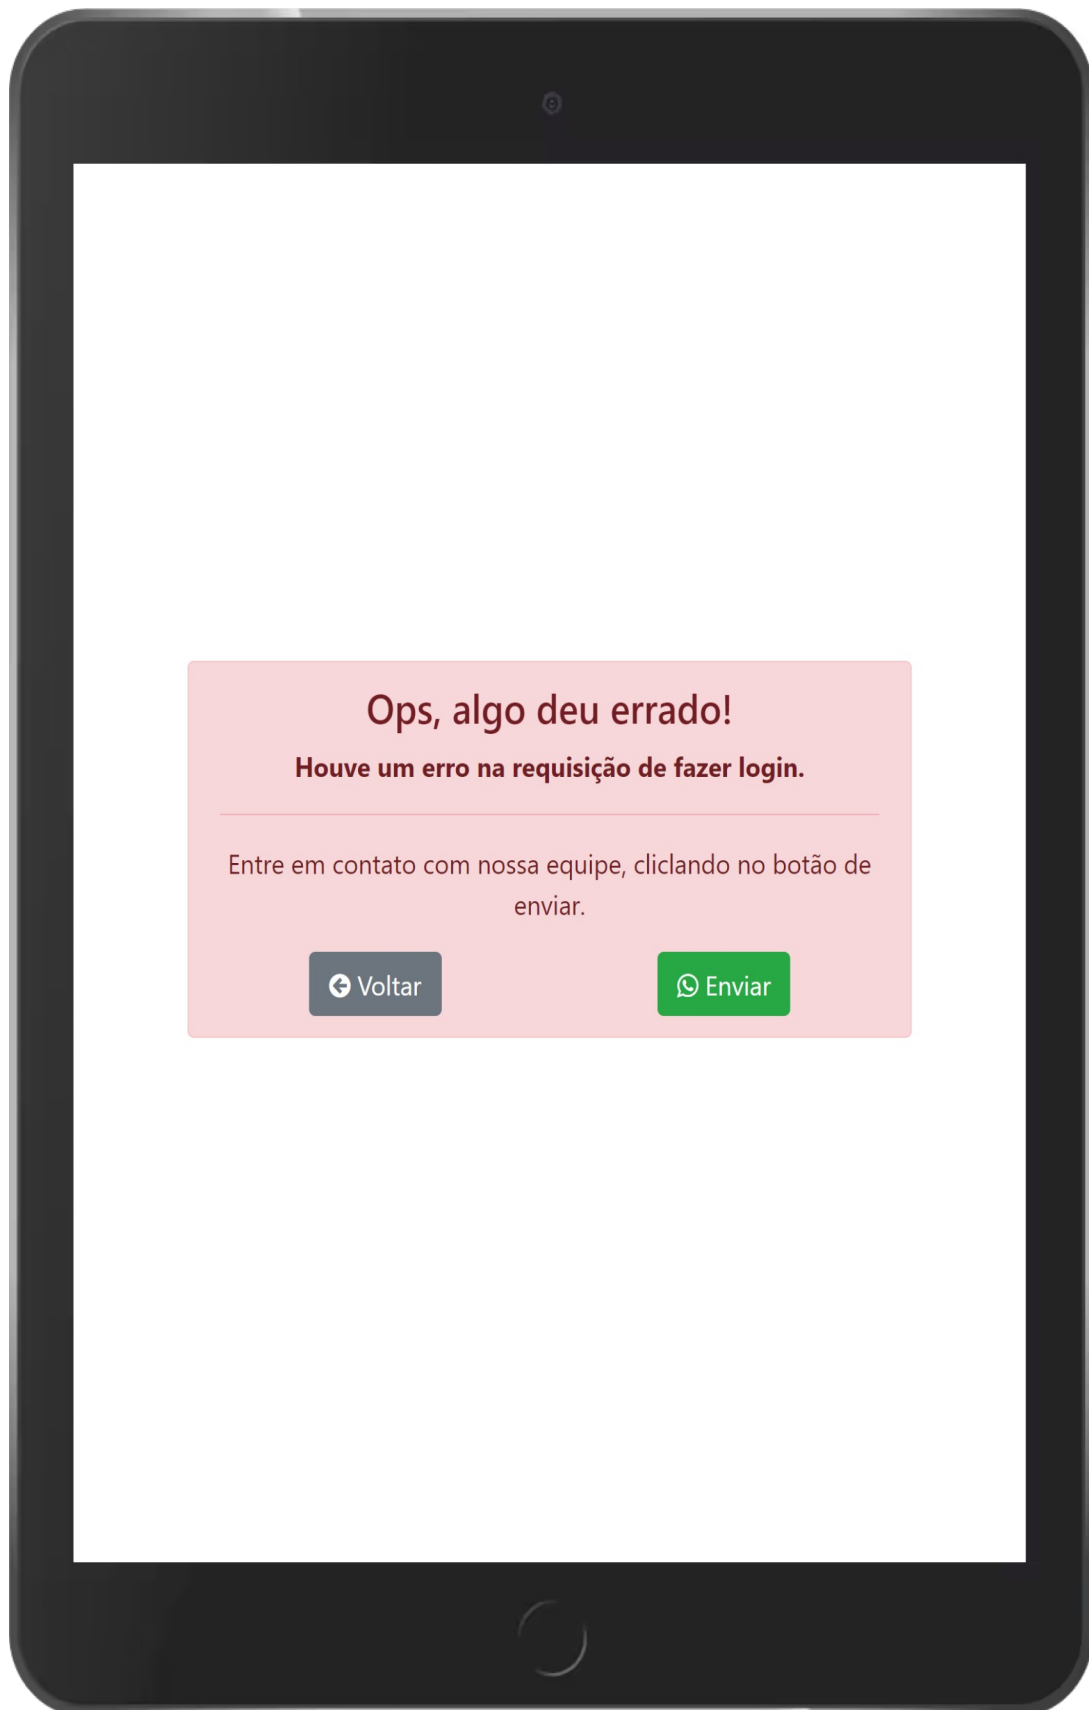 Ops, algo deu errado!
Houve um erro na requisição de fazer login.
Entre em contato com nossa equipe, cliclando no botão de
enviar.
Voltar
Enviar